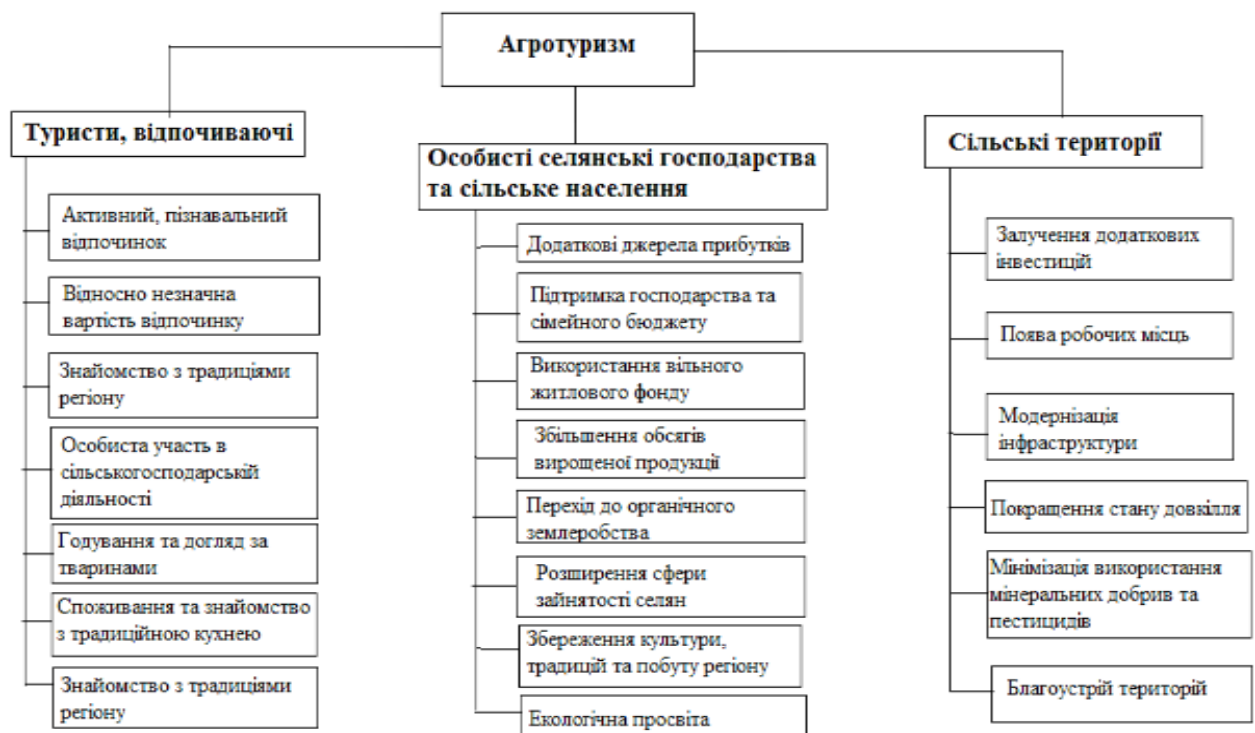 Агротуризм
Туристи, відпочиваючі
Активний, пізнавальний
відпочинок
Відносно незначна
вартість відпочинку
Знайомство з традиціями
регіону
Особиста участь в
сільськогосподарській
діяльності
Годування та догляд за
тваринами
Споживання та знайомство
з традиційною кухнею
Знайомство з традиціями
регіону
Особисті селянські господарства
та сільське населення
Додаткові джерела прибутків
Підтримка господарства та
сімейного бюджету
Використання вільного
житлового фонду
Збільшення обсягів
вирощеної продукції
Перехід до органічного
землеробства
Розширення сфери
зайнятості селян
Збереження культури,
традицій та побуту регіону
Екологічна просвіта
Сільські території
Залучення додаткових
інвестицій
Поява робочих місць
Модернізація
інфраструктури
Покращення стану довкілля
Мінімізація використання
мінеральних добрив та
пестицидів
Благоустрій територій